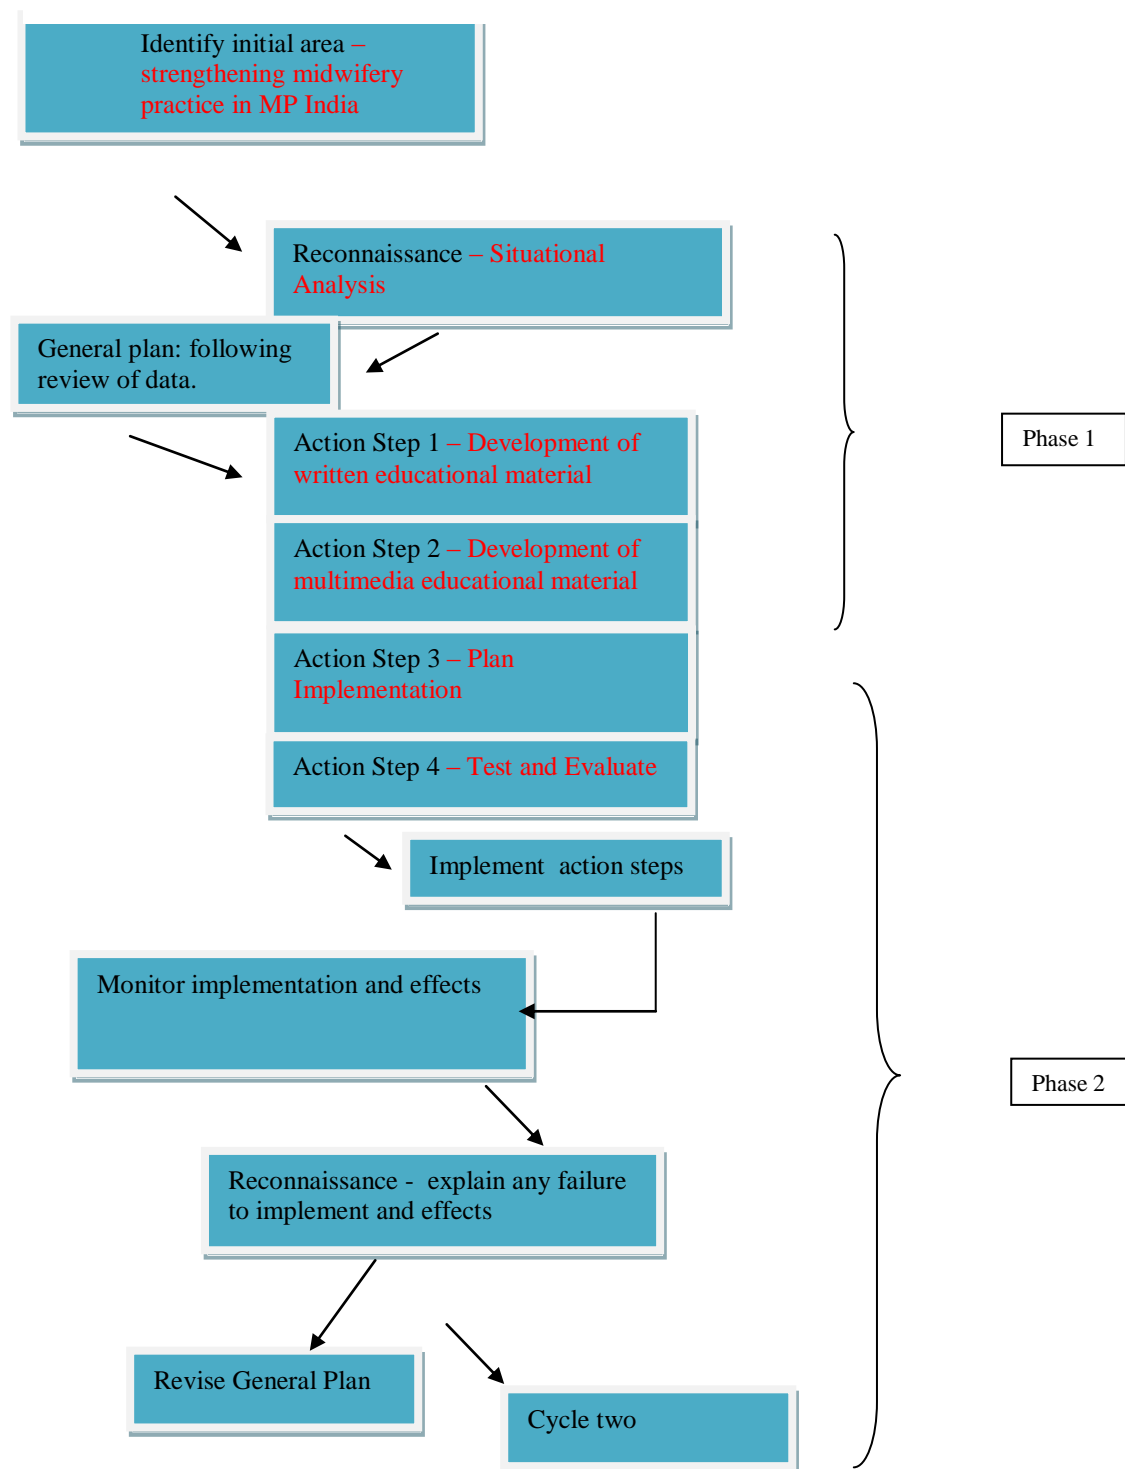 Identify initial area –
strengthening midwifery
practice in MP India
Reconnaissance – Situational
Analysis
General plan: following
review of data.
Action Step 1 – Development of
written educational material
Phase 1
Action Step 2 – Development of
multimedia educational material
Action Step 3 – Plan
Implementation
Action Step 4 – Test and Evaluate
Implement  action steps
Monitor implementation and effects
Phase 2
Reconnaissance -  explain any failure
to implement and effects
Revise General Plan
Cycle two